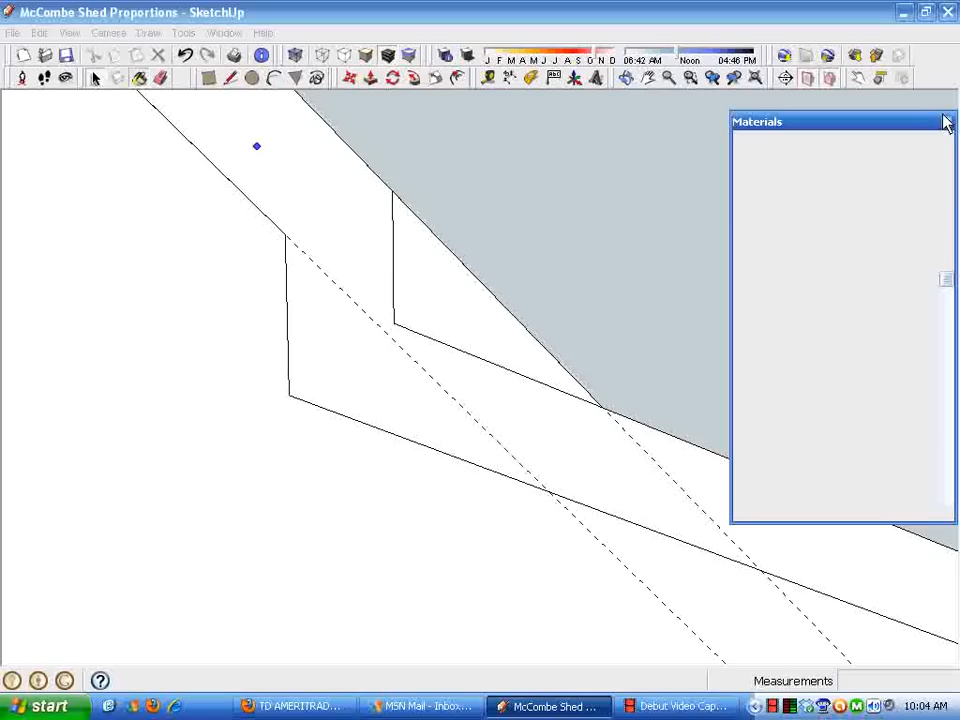 McCombe Shed Proportions - SketchUp
File Edit View Camera Draw Tools Window Help
J F M A M J J A S O N D 06:42 AM Noon 04:46 PM
Materials
Measurements
start TD AMERITRAD... MSN Mail - Inbox... McCombe Shed ... Debut Video Cap... 10:04 AM